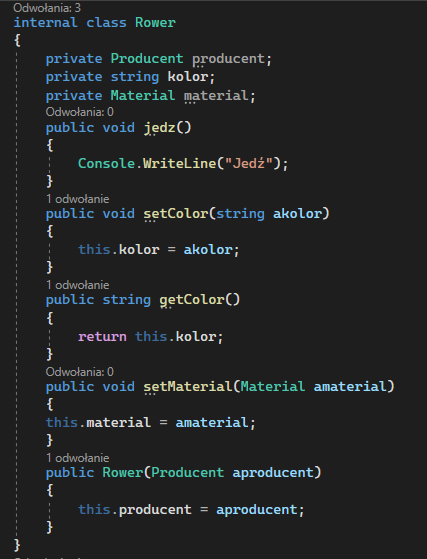 Odwołania: 3
internal class Rower
{
private Producent producent;
private string kolor;
private Material material;
Odwołania: 0
public void jedz()
{
Console.WriteLine("Jedź");
}
1 odwołanie
public void setColor(string akolor)
{
this.kolor = akolor;
}
1 odwołanie
public string getColor()
{
return this.kolor;
}
Odwołania: 0
public void setMaterial(Material amaterial)
{
this.material = amaterial;
}
1 odwołanie
public Rower(Producent aproducent)
{
this.producent = aproducent;
}
}